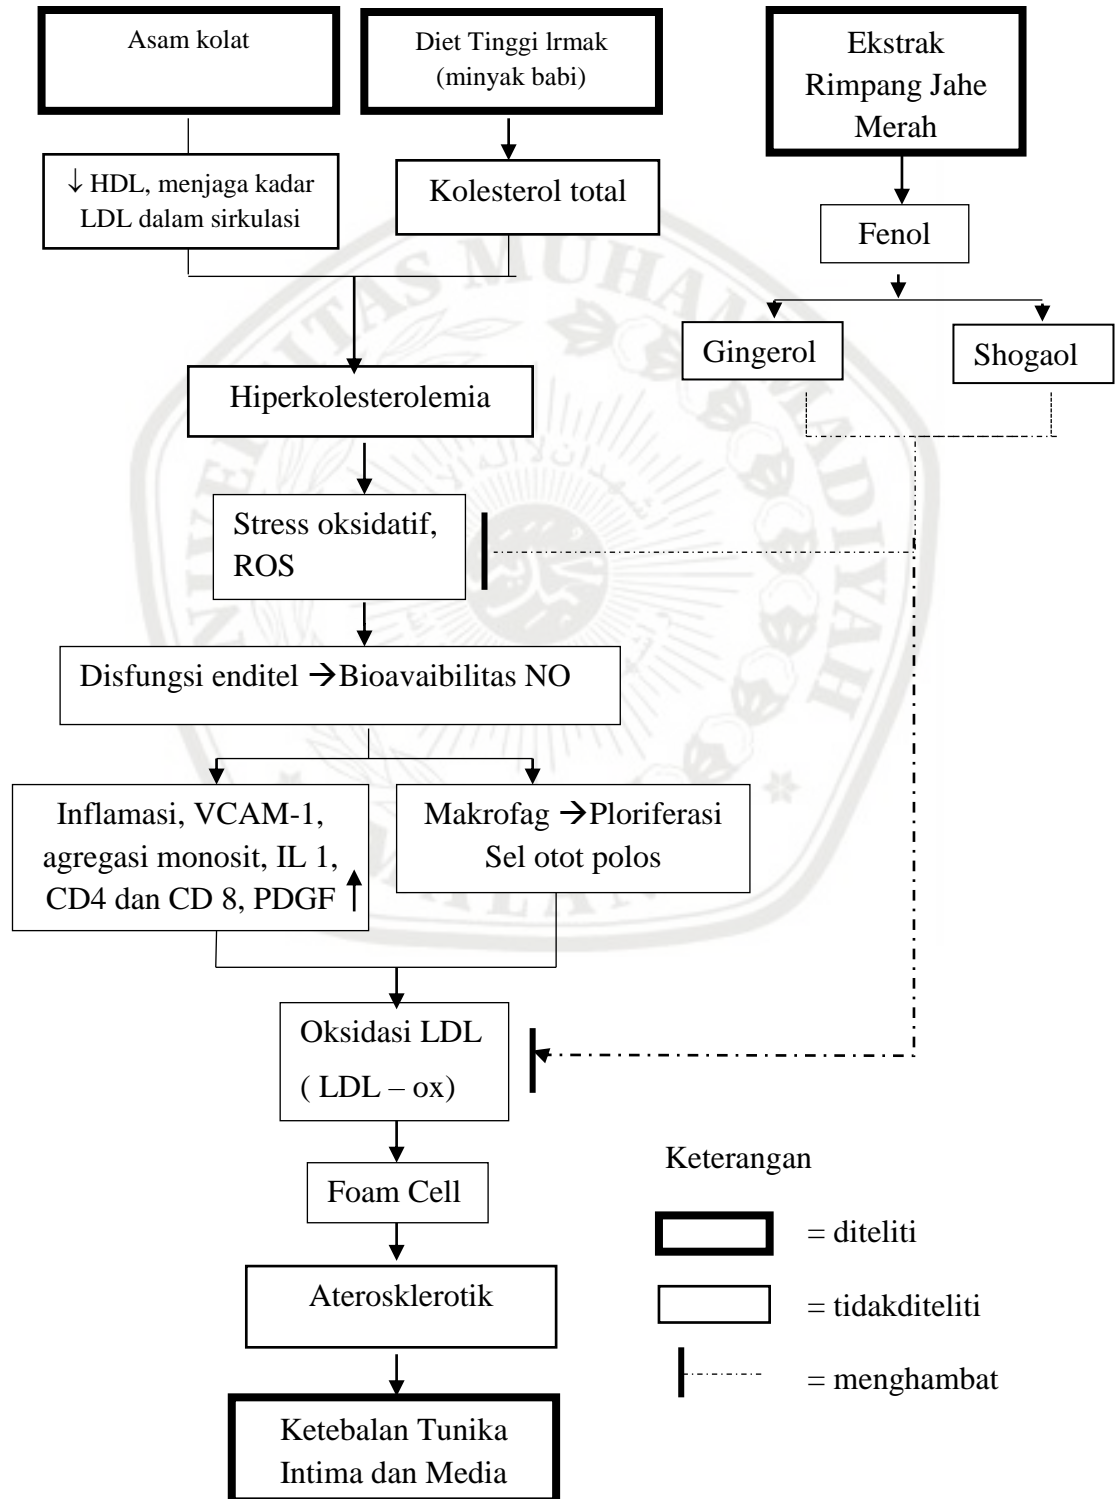 Asam kolat
Diet Tinggi lrmak
(minyak babi)
Ekstrak
Rimpang Jahe
Merah
↓ HDL, menjaga kadar
LDL dalam sirkulasi
Kolesterol total
Fenol
Gingerol
Shogaol
Hiperkolesterolemia
Stress oksidatif,
ROS
Disfungsi enditel →Bioavaibilitas NO
Inflamasi, VCAM-1,
agregasi monosit, IL 1,
CD4 dan CD 8, PDGF ↑
Makrofag →Ploriferasi
Sel otot polos
Oksidasi LDL
( LDL – ox)
Foam Cell
Aterosklerotik
Ketebalan Tunika
Intima dan Media
Keterangan
= diteliti
= tidakditeliti
= menghambat
MUHAMMADIYAH
MALANG